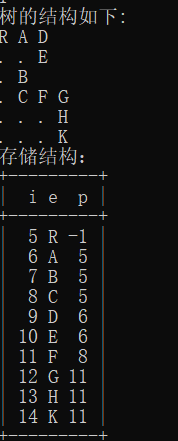 树的结构如下:
R A D
. . E
. B
. C F G
. . . H
. . . K
存储结构:
+---------+
| i e  p |
+---------+
| 5 R -1 |
| 6 A  5 |
| 7 B  5 |
| 8 C  5 |
| 9 D  6 |
| 10 E  6 |
| 11 F  8 |
| 12 G 11 |
| 13 H 11 |
| 14 K 11 |
+---------+